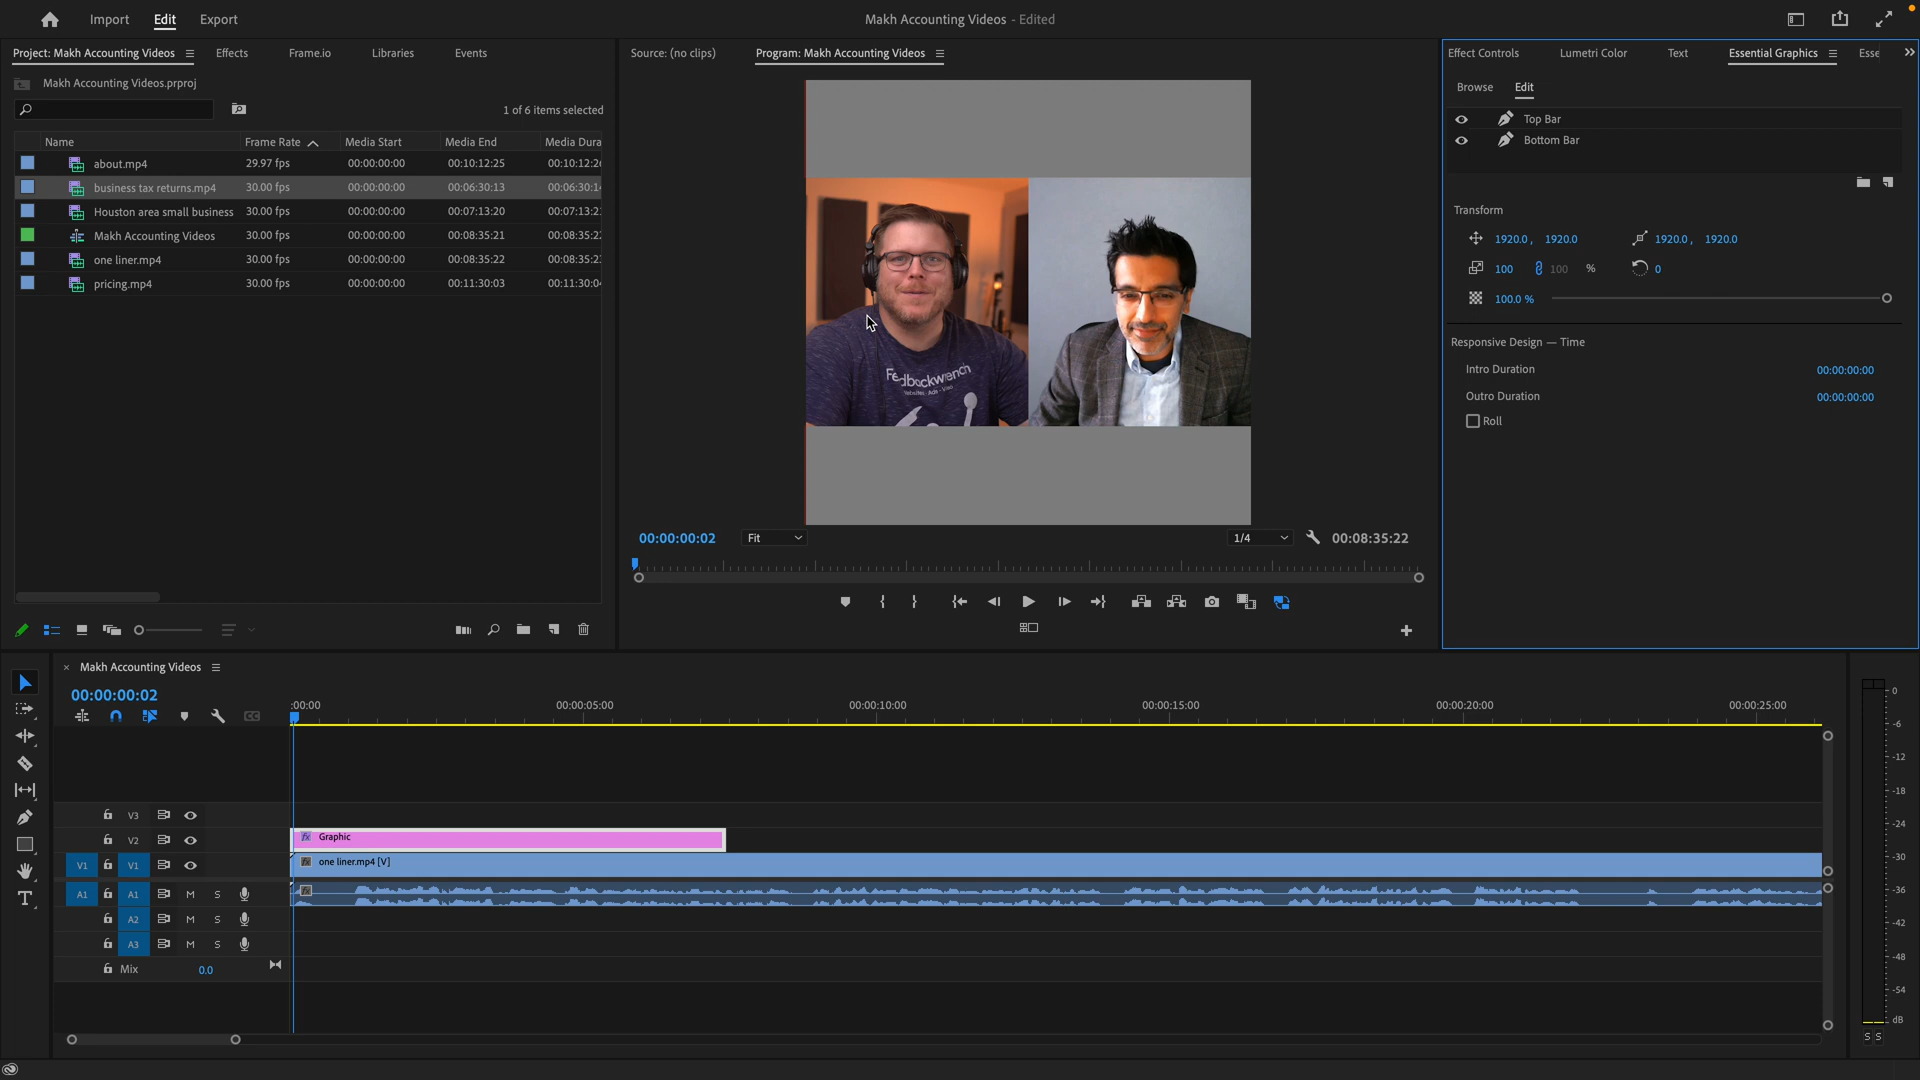 Import Edit Export
Makh Accounting Videos - Edited
Project: Makh Accounting Videos Effects Frame.io Libraries Events
Source: (no clips) Program: Makh Accounting Videos
Effect Controls Lumetri Color Text Essential Graphics Esse
Makh Accounting Videos.prproj
1 of 6 items selected
Browse Edit
Top Bar
Bottom Bar
Name Frame Rate Media Start Media End Media Dura
about.mp4 29.97 fps 00:00:00:00 00:10:12:25 00:10:12:26
business tax returns.mp4 30.00 fps 00:00:00:00 00:06:30:13 00:06:30:14
Houston area small business 30.00 fps 00:00:00:00 00:07:13:20 00:07:13:21
Makh Accounting Videos 30.00 fps 00:00:00:00 00:08:35:21 00:08:35:22
one liner.mp4 30.00 fps 00:00:00:00 00:08:35:22 00:08:35:23
pricing.mp4 30.00 fps 00:00:00:00 00:11:30:03 00:11:30:04
Transform
1920.0 , 1920.0 1920.0 , 1920.0
100 100 % 0
100.0 %
Responsive Design — Time
Intro Duration 00:00:00:00
Outro Duration 00:00:00:00
Roll
Feedbackwrench
Websites - Ads - Video
00:00:00:02 Fit 1/4 00:08:35:22
Makh Accounting Videos
00:00:00:02
:00:00 00:00:05:00 00:00:10:00 00:00:15:00 00:00:20:00 00:00:25:00
V3
V2 fx Graphic
V1 V1 fx one liner.mp4 [V]
A1 A1 M S
A2 M S
A3 M S
Mix 0.0
0
-6
-12
-18
-24
-30
-36
-42
-48
-54
dB
S S